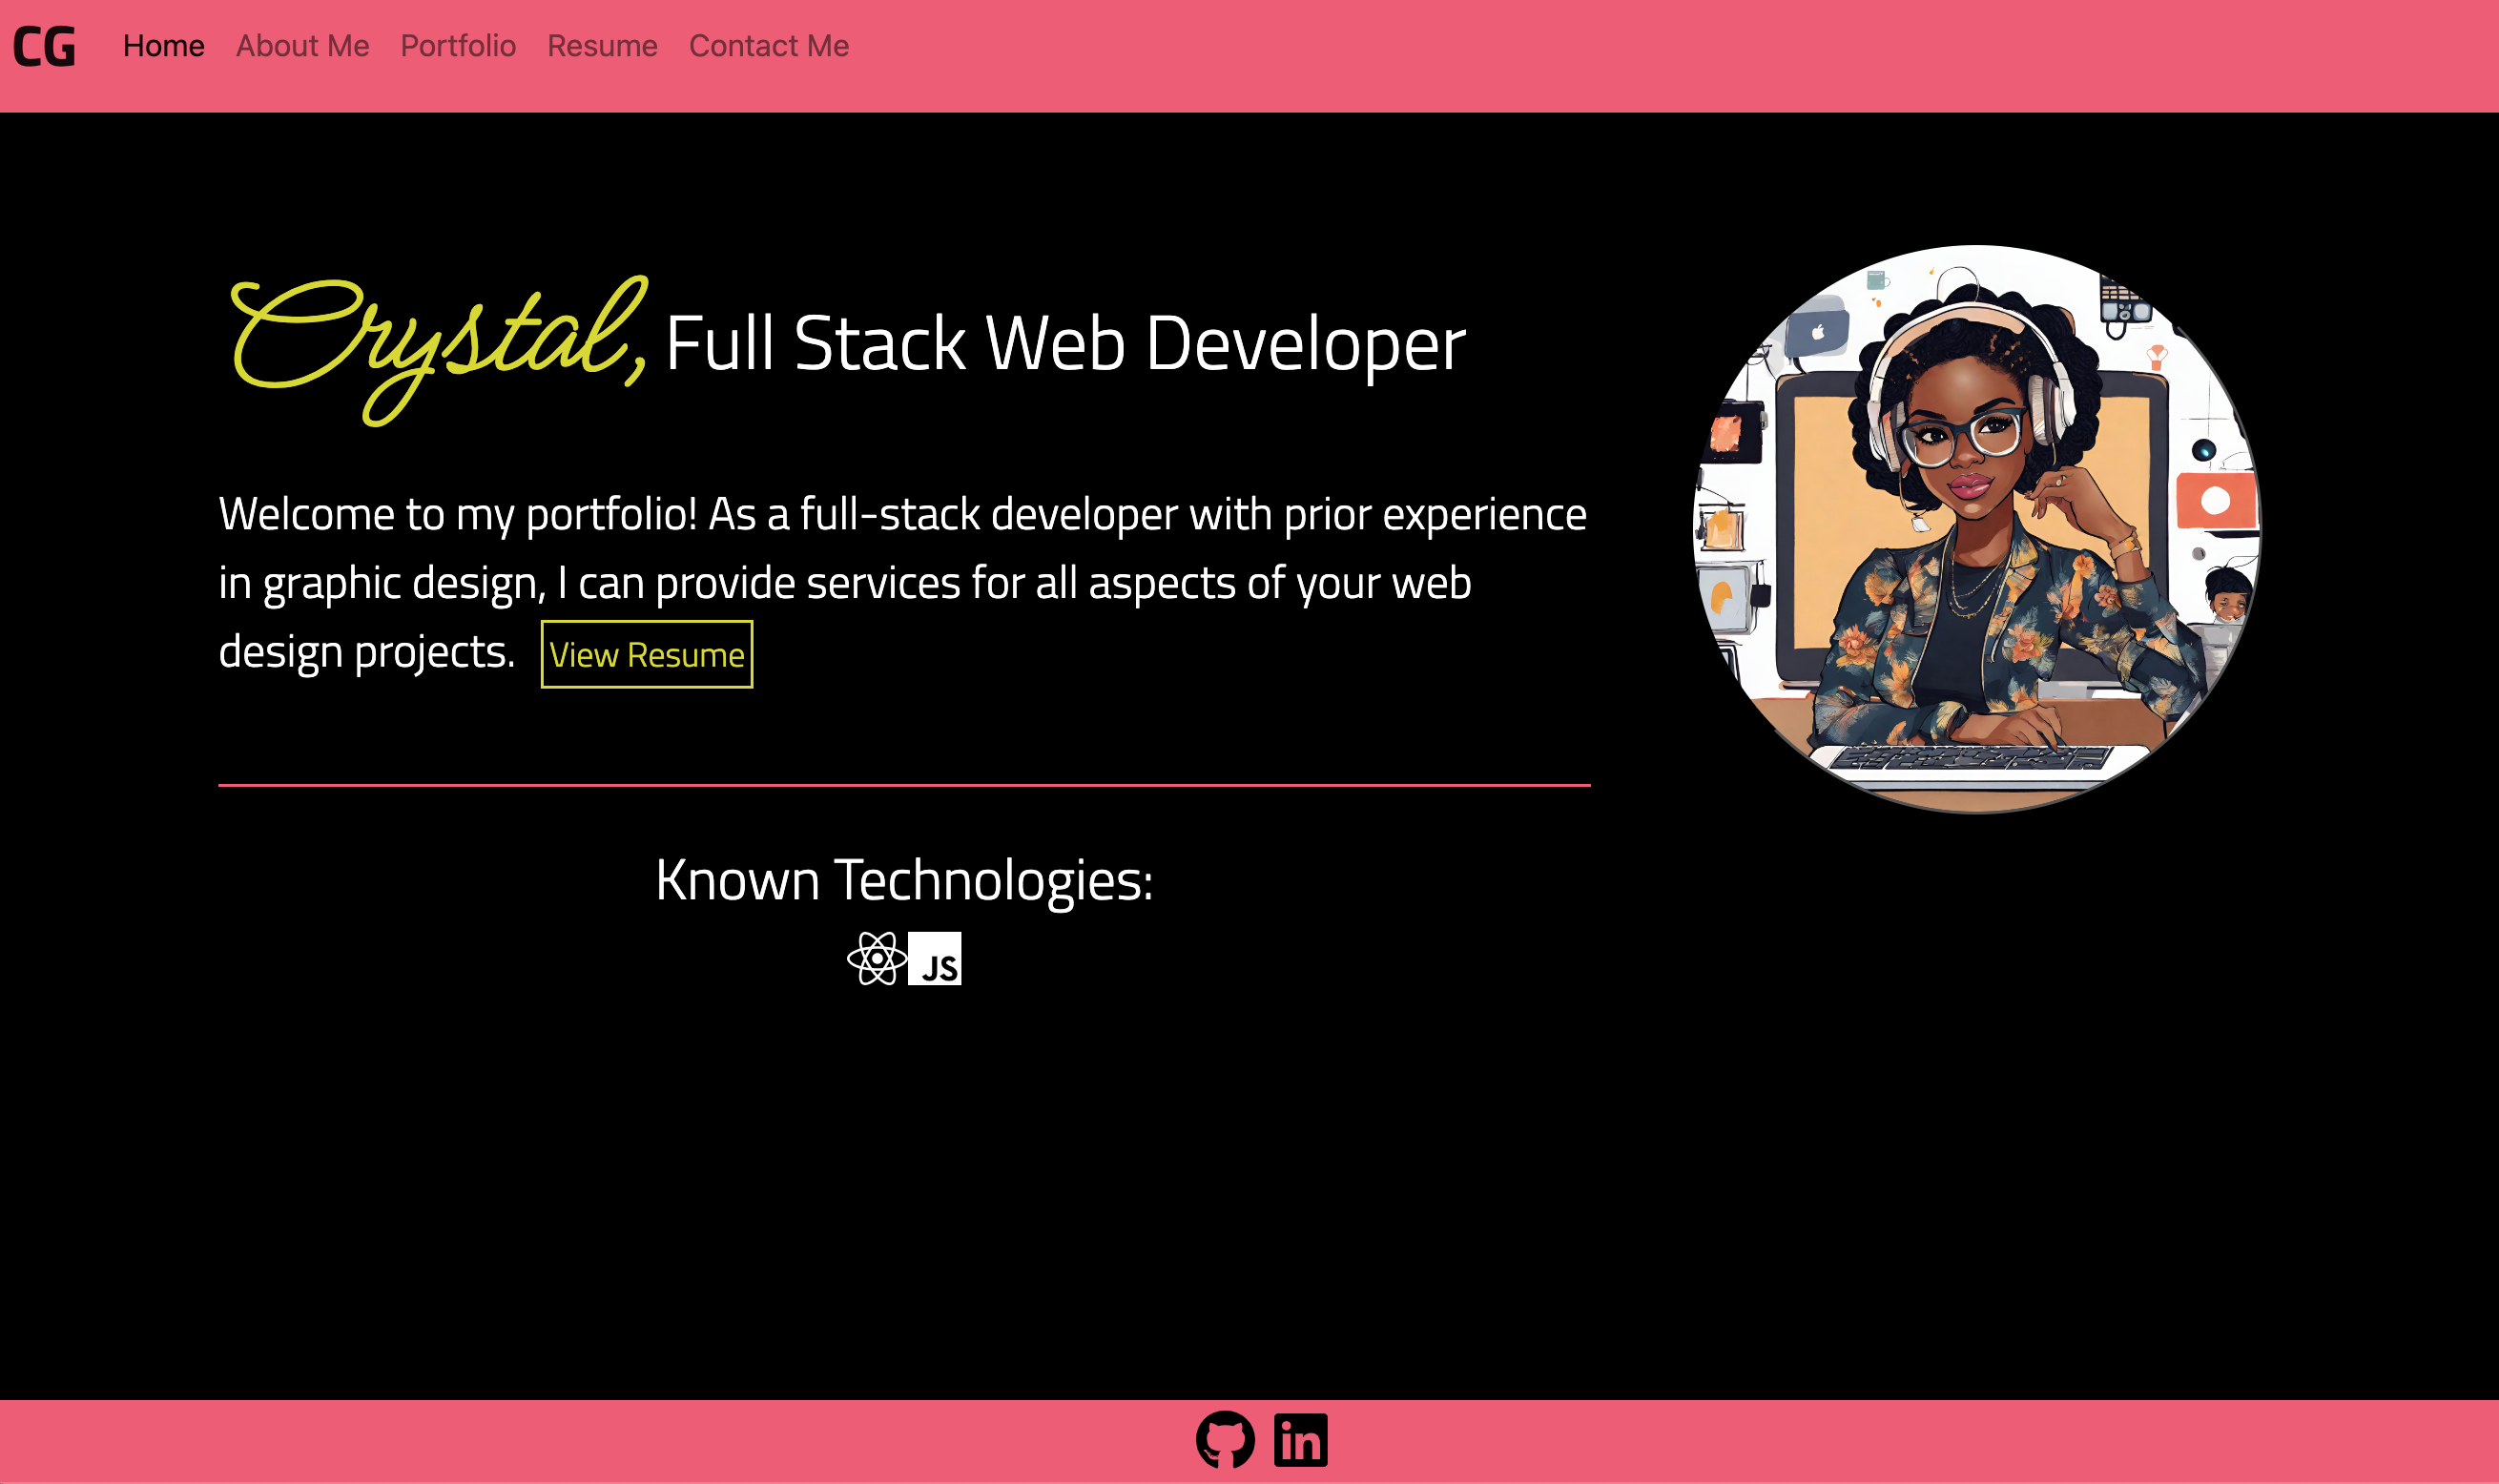 CG Home About Me Portfolio Resume Contact Me
Crystal, Full Stack Web Developer
Welcome to my portfolio! As a full-stack developer with prior experience
in graphic design, I can provide services for all aspects of your web
design projects. View Resume
Known Technologies:
JS
in